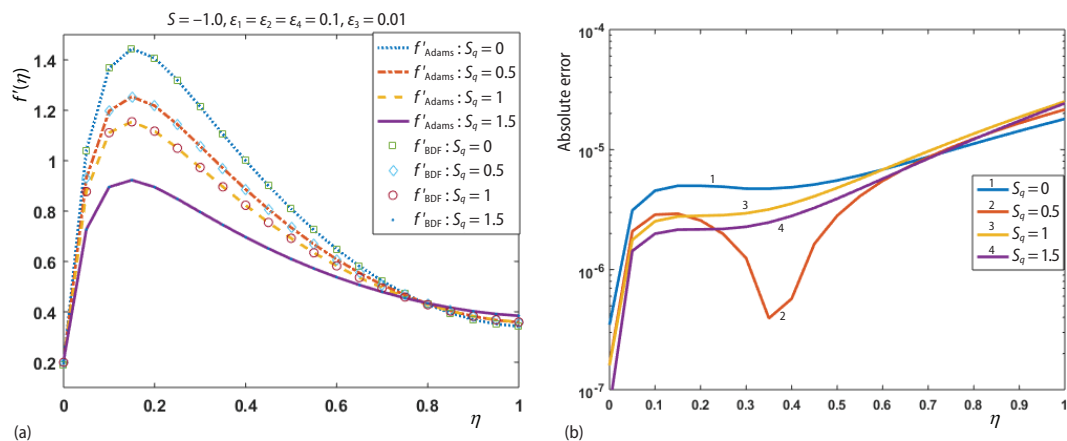 S = –1.0, ε1 = ε2 = ε4 = 0.1, ε3 = 0.01
f'(η)
1.4
1.2
1.0
0.8
0.6
0.4
0.2
0
0.2
0.4
0.6
0.8
1
η
(a)
f'Adams : Sq = 0
f'Adams : Sq = 0.5
f'Adams : Sq = 1
f'Adams : Sq = 1.5
f'BDF : Sq = 0
f'BDF : Sq = 0.5
f'BDF : Sq = 1
f'BDF : Sq = 1.5
Absolute error
10-4
10-5
10-6
10-7
0
0.1
0.2
0.3
0.4
0.5
0.6
0.7
0.8
0.9
1
η
(b)
1
3
4
2
1 Sq = 0
2 Sq = 0.5
3 Sq = 1
4 Sq = 1.5